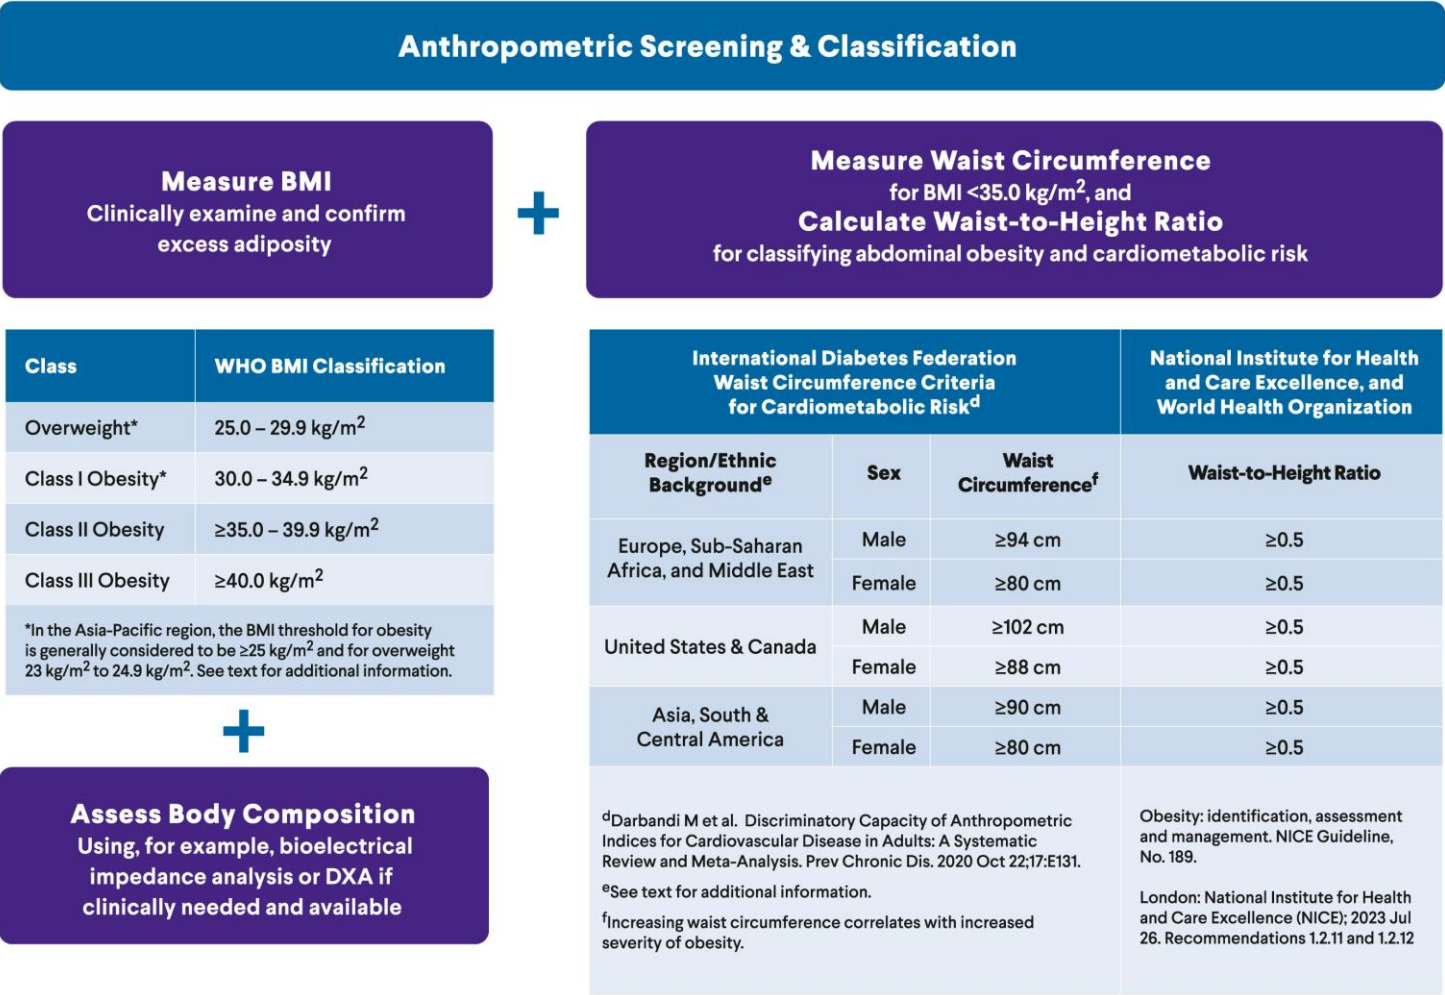 Anthropometric Screening & Classification
Measure BMI
Clinically examine and confirm
excess adiposity
+
Measure Waist Circumference
for BMI <35.0 kg/m², and
Calculate Waist-to-Height Ratio
for classifying abdominal obesity and cardiometabolic risk
Class
WHO BMI Classification
Overweight*
25.0 – 29.9 kg/m²
Class I Obesity*
30.0 – 34.9 kg/m²
Class II Obesity
≥35.0 – 39.9 kg/m²
Class III Obesity
≥40.0 kg/m²
*In the Asia-Pacific region, the BMI threshold for obesity
is generally considered to be ≥25 kg/m² and for overweight
23 kg/m² to 24.9 kg/m². See text for additional information.
+
Assess Body Composition
Using, for example, bioelectrical
impedance analysis or DXA if
clinically needed and available
International Diabetes Federation
Waist Circumference Criteria
for Cardiometabolic Riskᵈ
National Institute for Health
and Care Excellence, and
World Health Organization
Region/Ethnic
Backgroundᵉ
Sex
Waist
Circumferenceᶠ
Waist-to-Height Ratio
Europe, Sub-Saharan
Africa, and Middle East
Male
≥94 cm
≥0.5
Female
≥80 cm
≥0.5
United States & Canada
Male
≥102 cm
≥0.5
Female
≥88 cm
≥0.5
Asia, South &
Central America
Male
≥90 cm
≥0.5
Female
≥80 cm
≥0.5
ᵈDarbandi M et al. Discriminatory Capacity of Anthropometric
Indices for Cardiovascular Disease in Adults: A Systematic
Review and Meta-Analysis. Prev Chronic Dis. 2020 Oct 22;17:E131.
ᵉSee text for additional information.
ᶠIncreasing waist circumference correlates with increased
severity of obesity.
Obesity: identification, assessment
and management. NICE Guideline,
No. 189.
London: National Institute for Health
and Care Excellence (NICE); 2023 Jul
26. Recommendations 1.2.11 and 1.2.12